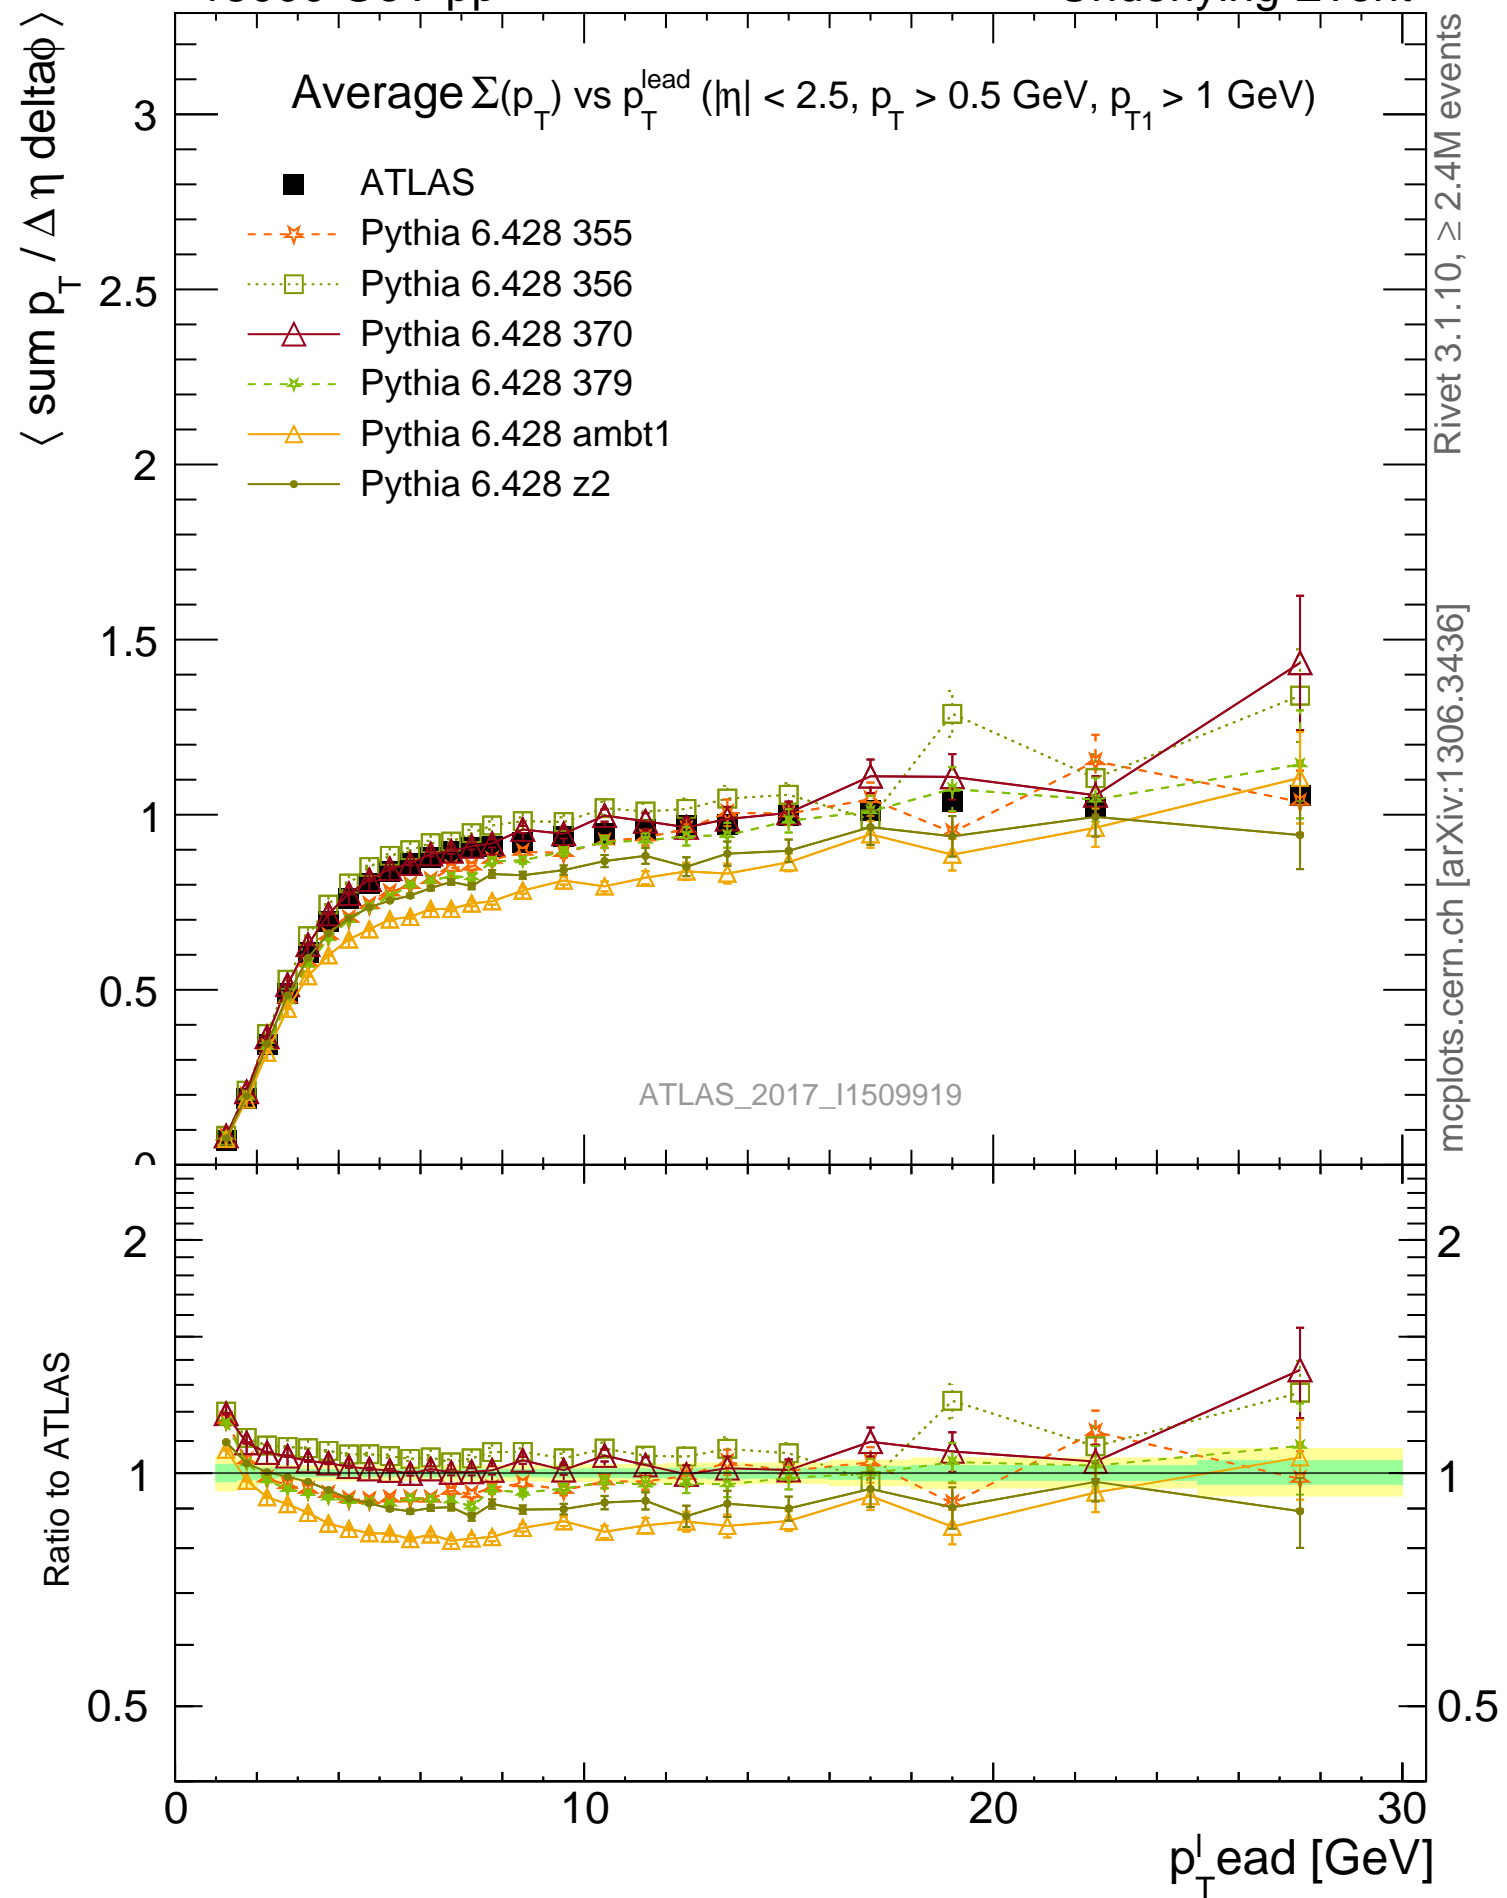 Average Σ(p_T) vs p_T^lead (|η| < 2.5, p_T > 0.5 GeV, p_T1 > 1 GeV)
ATLAS
Pythia 6.428 355
Pythia 6.428 356
Pythia 6.428 370
Pythia 6.428 379
Pythia 6.428 ambt1
Pythia 6.428 z2
⟨ sum p_T / Δη deltaφ ⟩
3
2.5
2
1.5
1
0.5
0
ATLAS_2017_I1509919
Rivet 3.1.10, ≥ 2.4M events
mcplots.cern.ch [arXiv:1306.3436]
Ratio to ATLAS
2
1
0.5
2
1
0.5
0
10
20
30
p_T^lead [GeV]